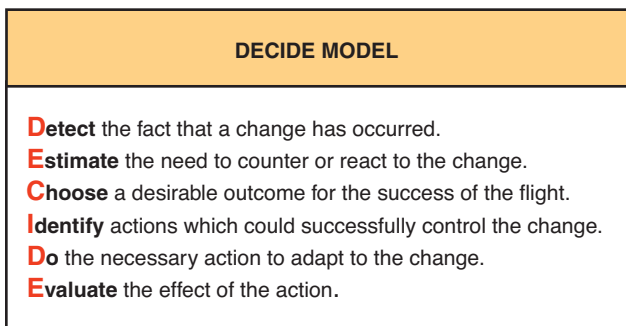 DECIDE MODEL
Detect the fact that a change has occurred.
Estimate the need to counter or react to the change.
Choose a desirable outcome for the success of the flight.
Identify actions which could successfully control the change.
Do the necessary action to adapt to the change.
Evaluate the effect of the action.